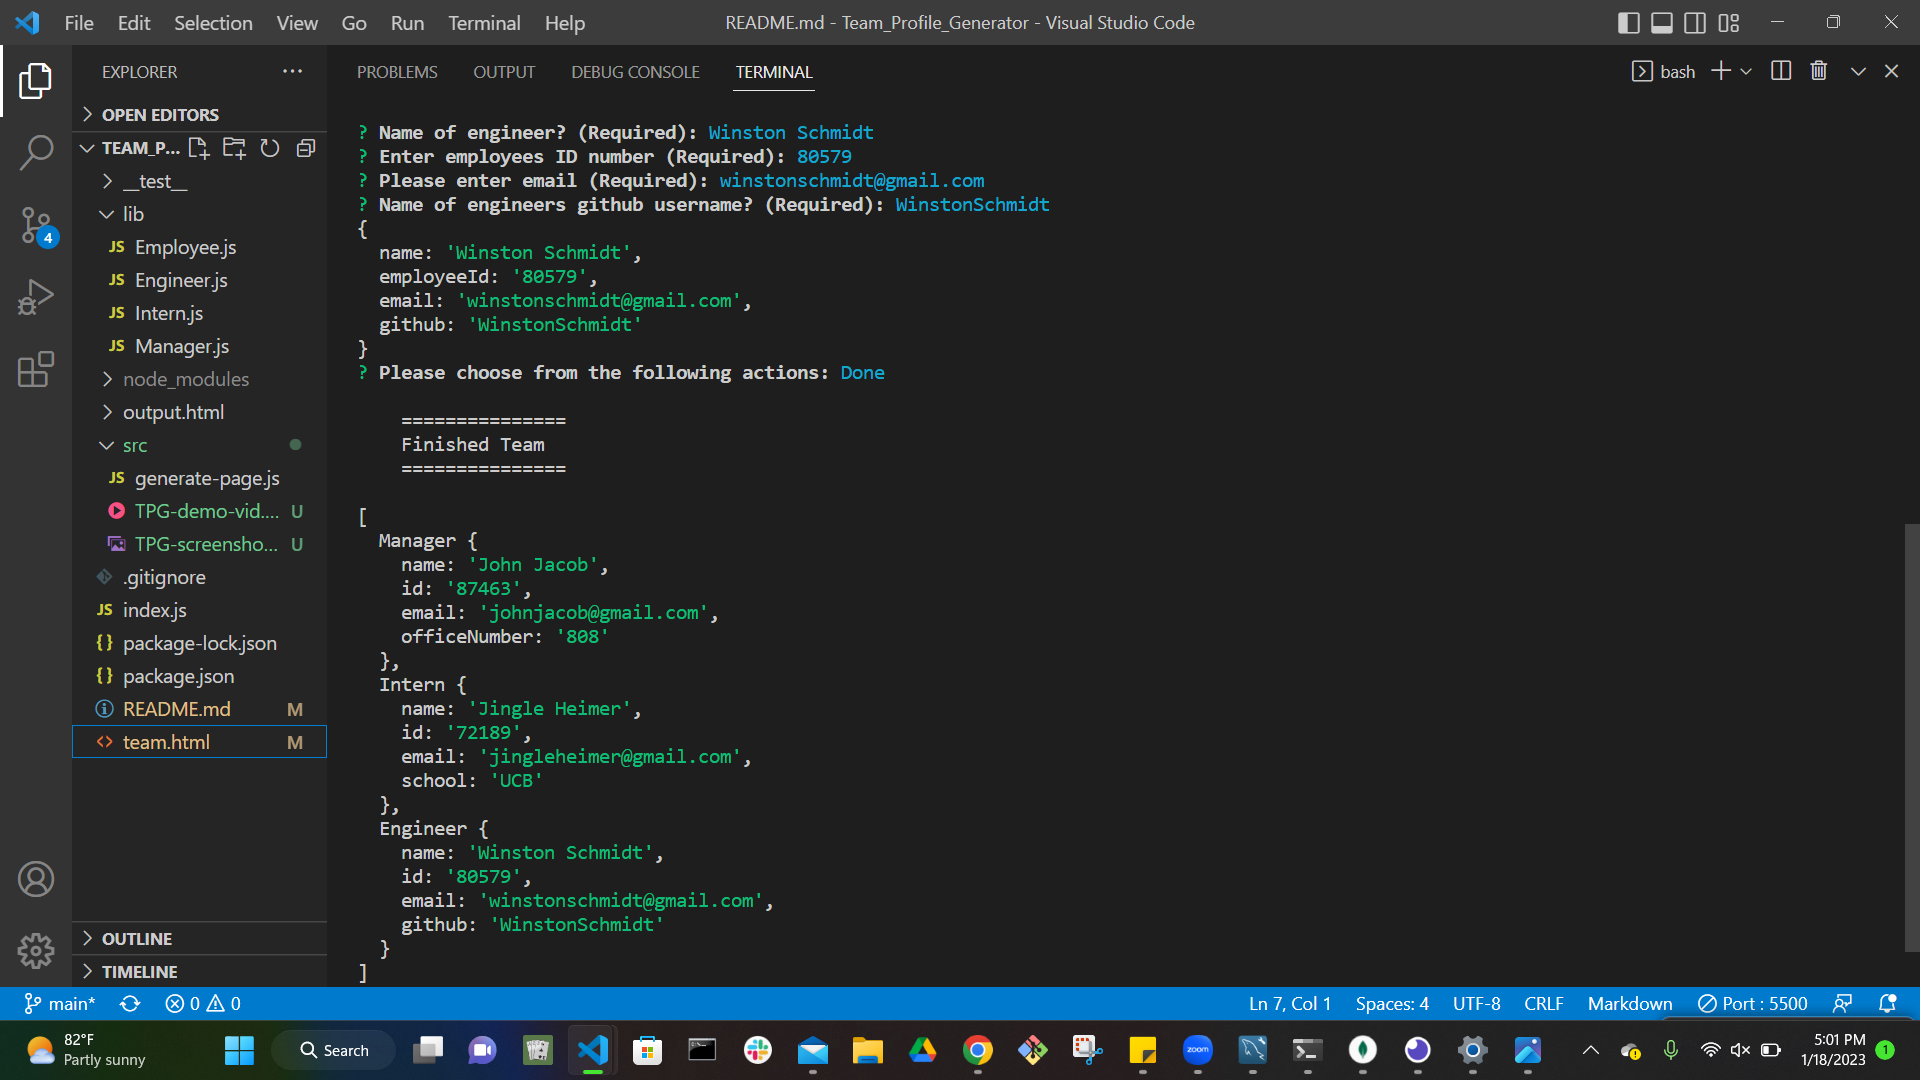 File Edit Selection View Go Run Terminal Help
README.md - Team_Profile_Generator - Visual Studio Code
EXPLORER
OPEN EDITORS
TEAM_P...
__test__
lib
JS Employee.js
JS Engineer.js
JS Intern.js
JS Manager.js
node_modules
output.html
src
JS generate-page.js
TPG-demo-vid.... U
TPG-screensho... U
.gitignore
JS index.js
{} package-lock.json
{} package.json
README.md M
<> team.html M
OUTLINE
TIMELINE
4
PROBLEMS OUTPUT DEBUG CONSOLE TERMINAL
bash
? Name of engineer? (Required): Winston Schmidt
? Enter employees ID number (Required): 80579
? Please enter email (Required): winstonschmidt@gmail.com
? Name of engineers github username? (Required): WinstonSchmidt
{
name: 'Winston Schmidt',
employeeId: '80579',
email: 'winstonschmidt@gmail.com',
github: 'WinstonSchmidt'
}
? Please choose from the following actions: Done
===============
Finished Team
===============
[
Manager {
name: 'John Jacob',
id: '87463',
email: 'johnjacob@gmail.com',
officeNumber: '808'
},
Intern {
name: 'Jingle Heimer',
id: '72189',
email: 'jingleheimer@gmail.com',
school: 'UCB'
},
Engineer {
name: 'Winston Schmidt',
id: '80579',
email: 'winstonschmidt@gmail.com',
github: 'WinstonSchmidt'
}
]
main* 0 0
Ln 7, Col 1 Spaces: 4 UTF-8 CRLF Markdown Port : 5500
82°F
Partly sunny
Search
zoom
5:01 PM
1/18/2023
1